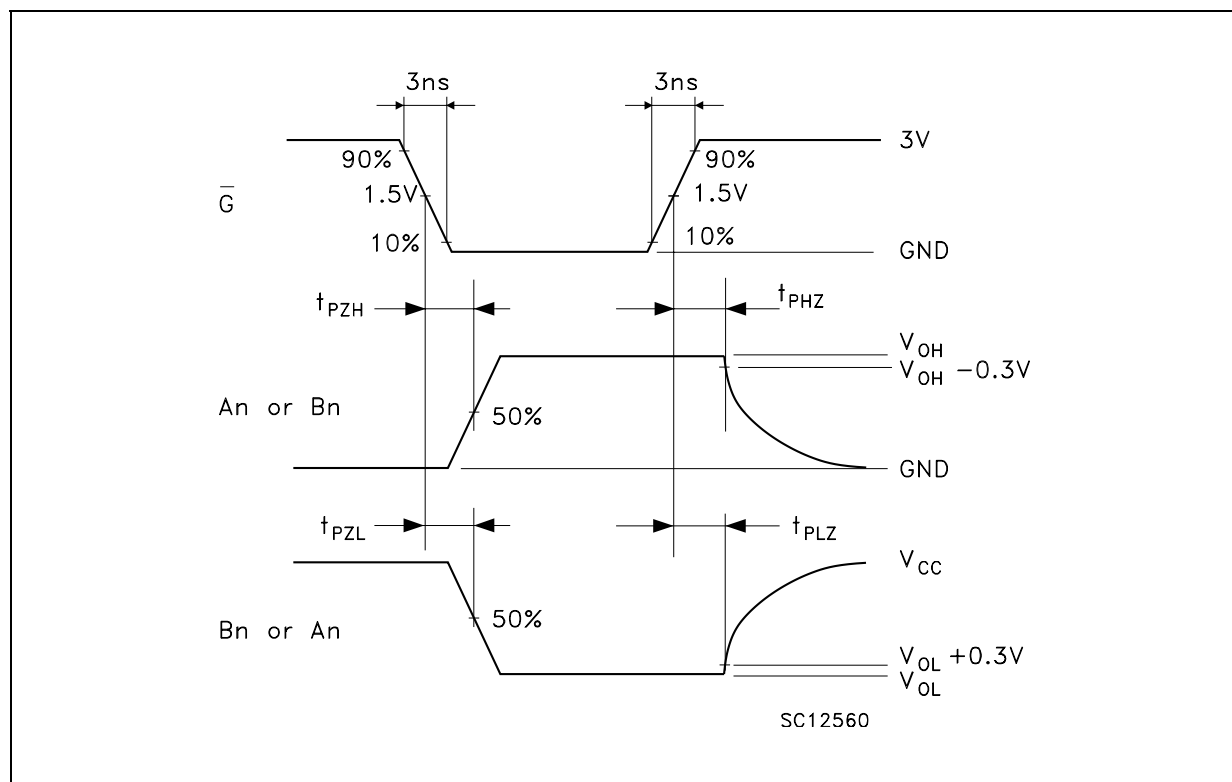 3ns 3ns
3V
90% 90%
G̅ 1.5V 1.5V
10% 10%
GND
tPZH tPHZ
VOH
VOH −0.3V
An or Bn 50%
GND
tPZL tPLZ
VCC
Bn or An 50%
VOL +0.3V
VOL
SC12560